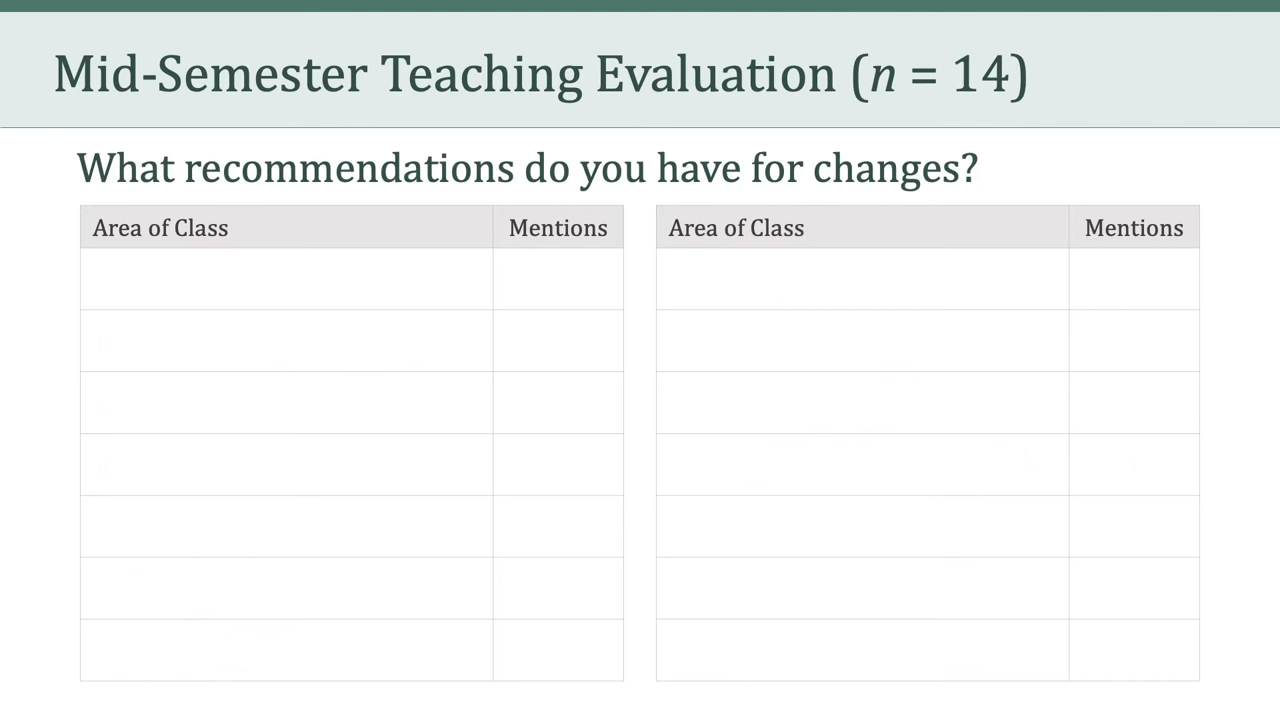 Mid-Semester Teaching Evaluation (n = 14)
What recommendations do you have for changes?
Area of Class Mentions Area of Class Mentions